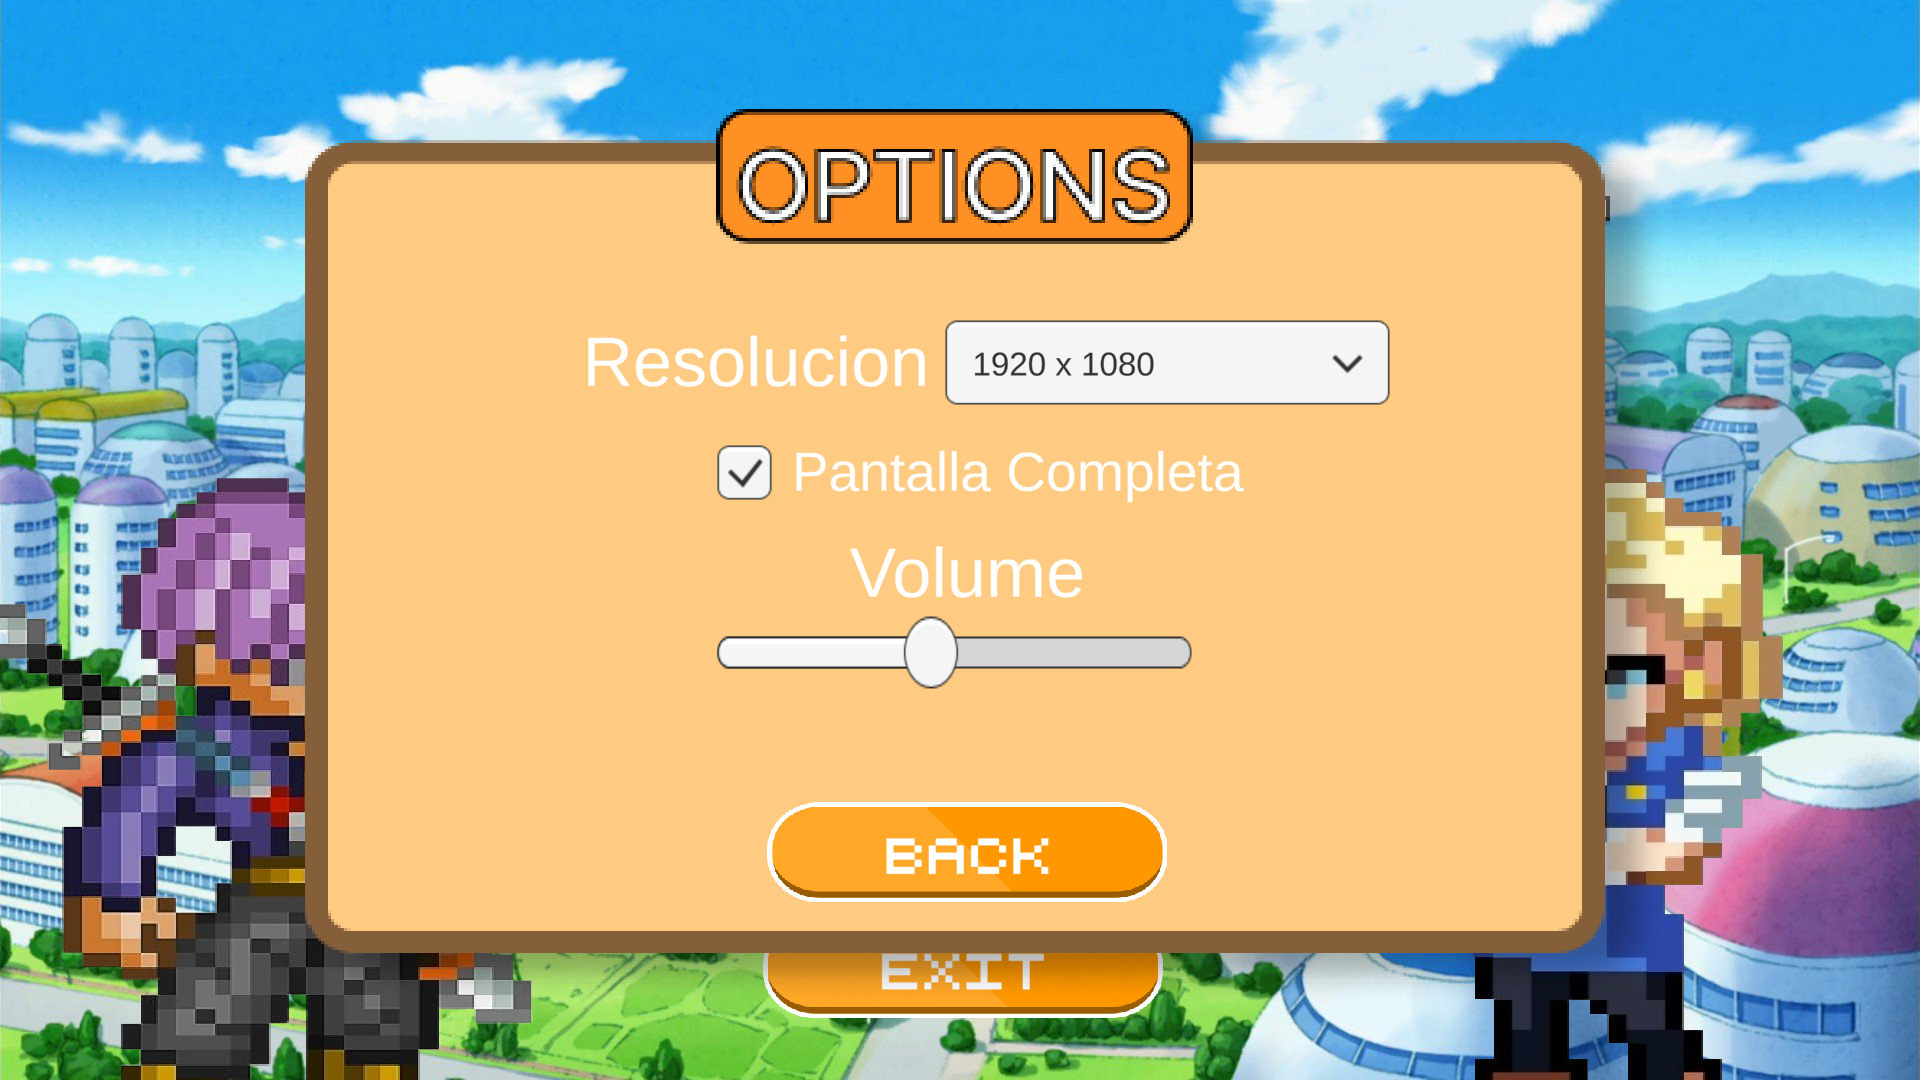 OPTIONS
Resolucion 1920 x 1080
Pantalla Completa
Volume
BACK
EXIT